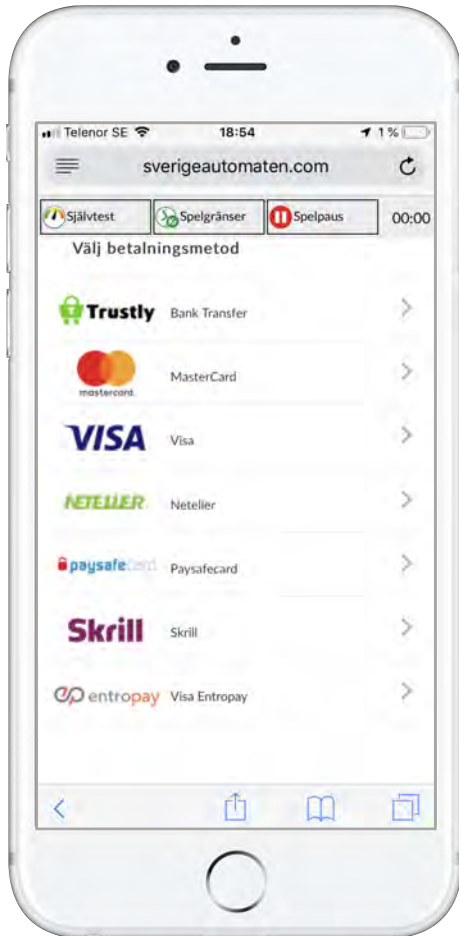 Telenor SE 18:54 1 %
sverigeautomaten.com
Självtest Spelgränser Spelpaus 00:00
Välj betalningsmetod
Trustly Bank Transfer
mastercard. MasterCard
VISA Visa
NETELLER Neteller
paysafecard Paysafecard
Skrill Skrill
entropay Visa Entropay